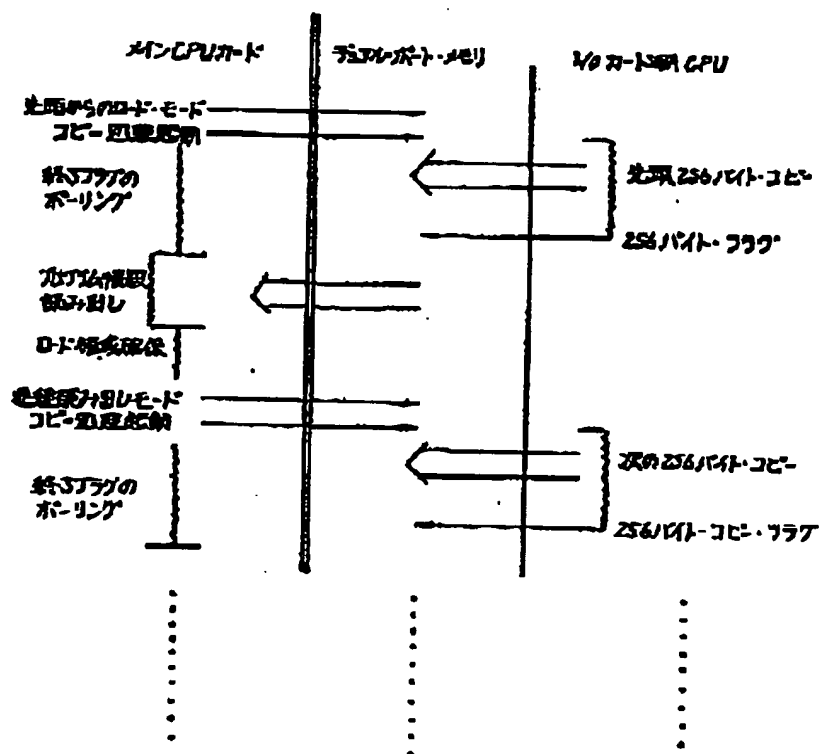 メインCPUカード
デュアル・ポート・メモリ
I/Oカード側CPU
先頭からのロード・モード
コピー処理起動
終了フラグの
ポーリング
先頭256バイト・コピー
256バイト・フラグ
プログラム情報
読み出し
ロード領域確保
継続読み出しモード
コピー処理起動
次の256バイト・コピー
終了フラグの
ポーリング
256バイト-コピー・フラグ